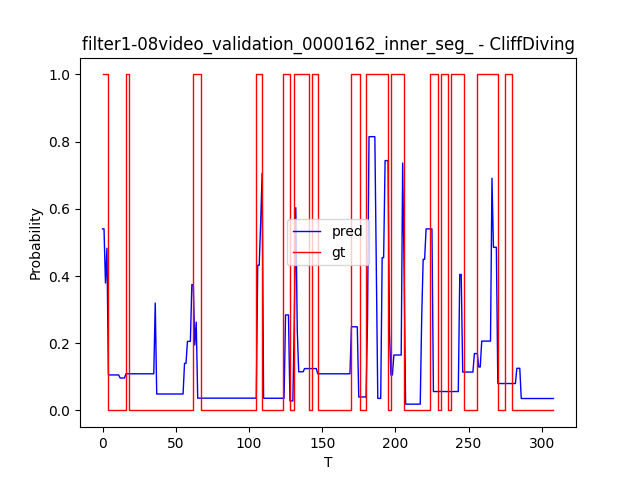 filter1-08video_validation_0000162_inner_seg_ - CliffDiving
1.0
0.8
0.6
0.4
0.2
0.0
Probability
pred
gt
0 50 100 150 200 250 300
T